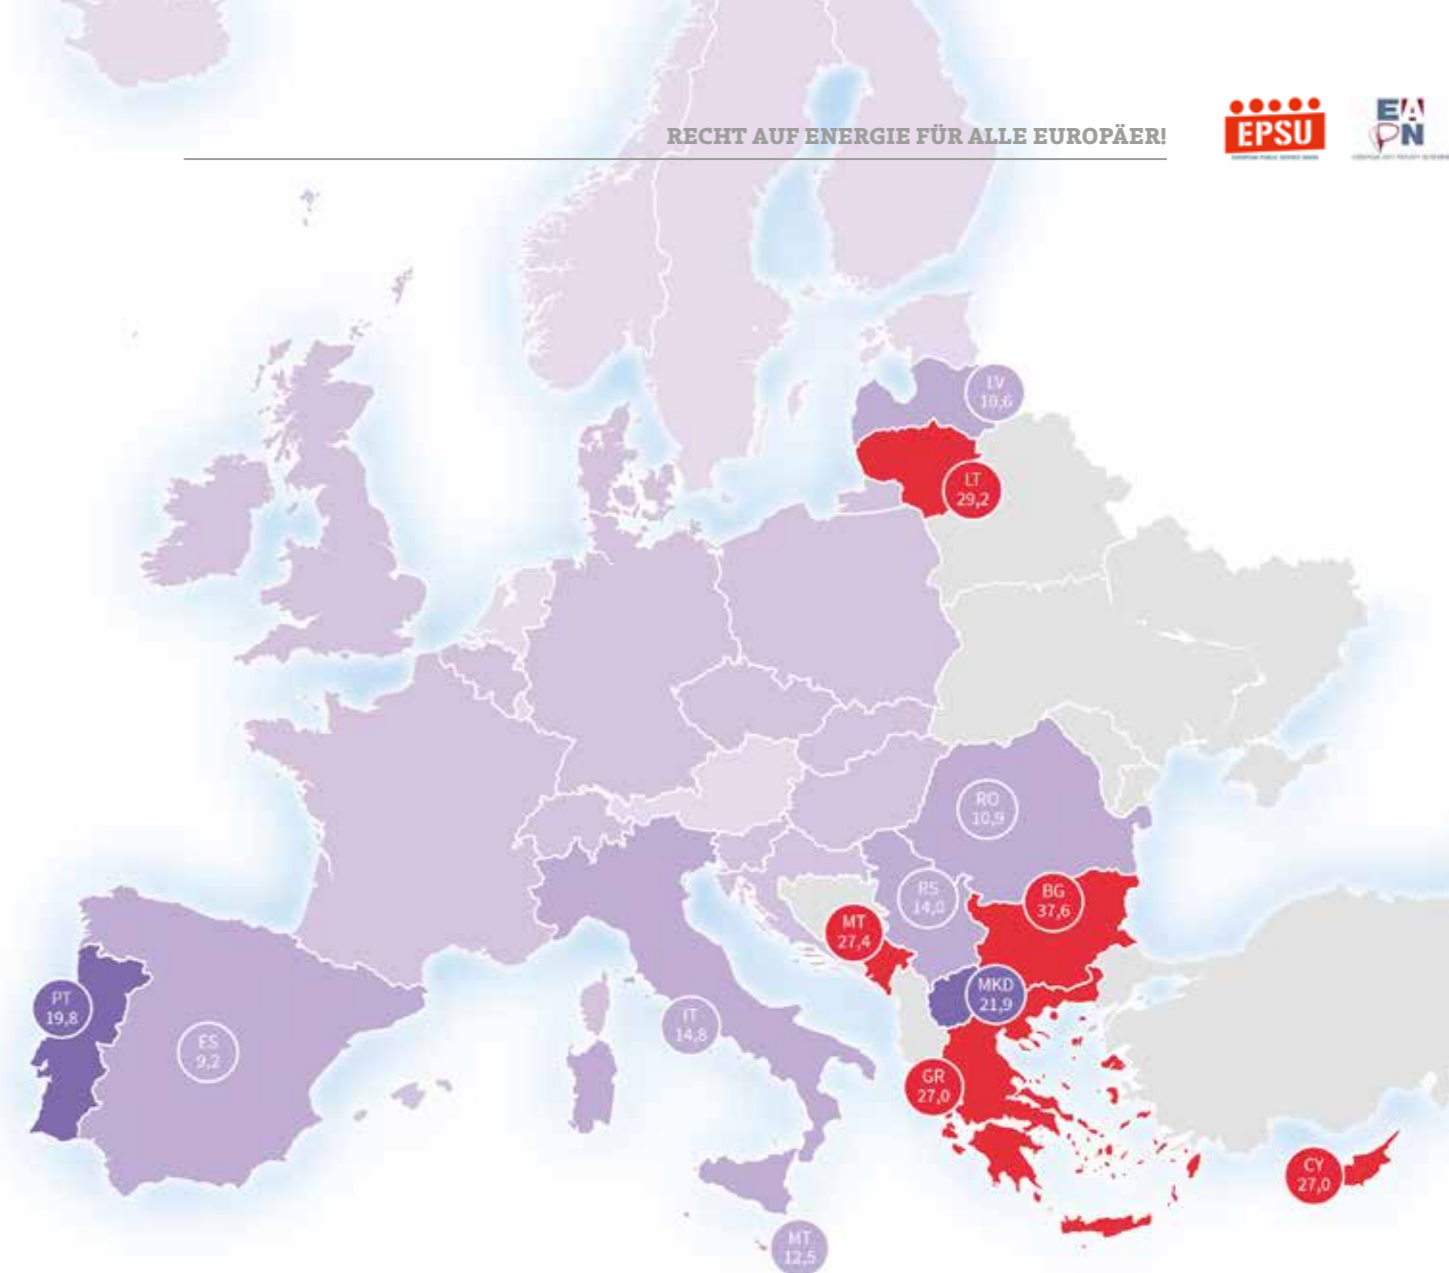 RECHT AUF ENERGIE FÜR ALLE EUROPÄER!
EPSU
EA
PN
LV
10,6
LT
29,2
RO
10,9
RS
14,0
BG
37,6
MT
27,4
MKD
21,9
PT
19,8
ES
9,2
IT
14,8
GR
27,0
CY
27,0
MT
12,5